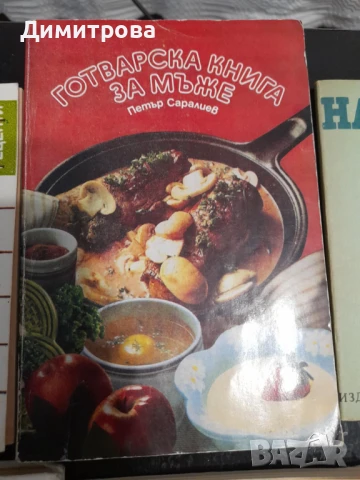 Димитрова
ГОТВАРСКА КНИГА
ЗА МЪЖЕ
Петър Саралиев
НА
ИЗД
BAZAR